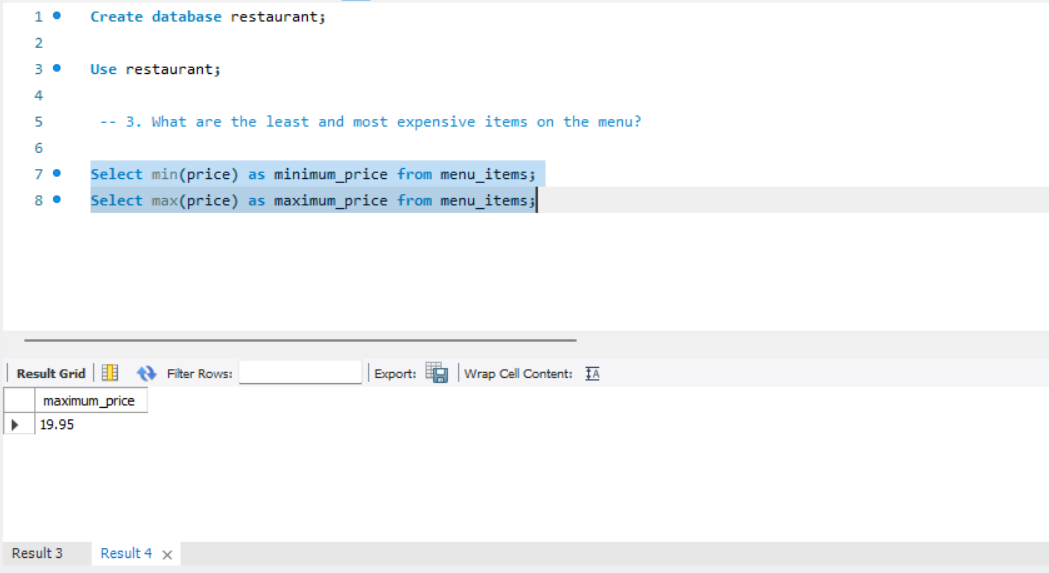 1 Create database restaurant;
2
3 Use restaurant;
4
5 -- 3. What are the least and most expensive items on the menu?
6
7 Select min(price) as minimum_price from menu_items;
8 Select max(price) as maximum_price from menu_items;
Result Grid Filter Rows: Export: Wrap Cell Content: IA
maximum_price
19.95
Result 3 Result 4 ×